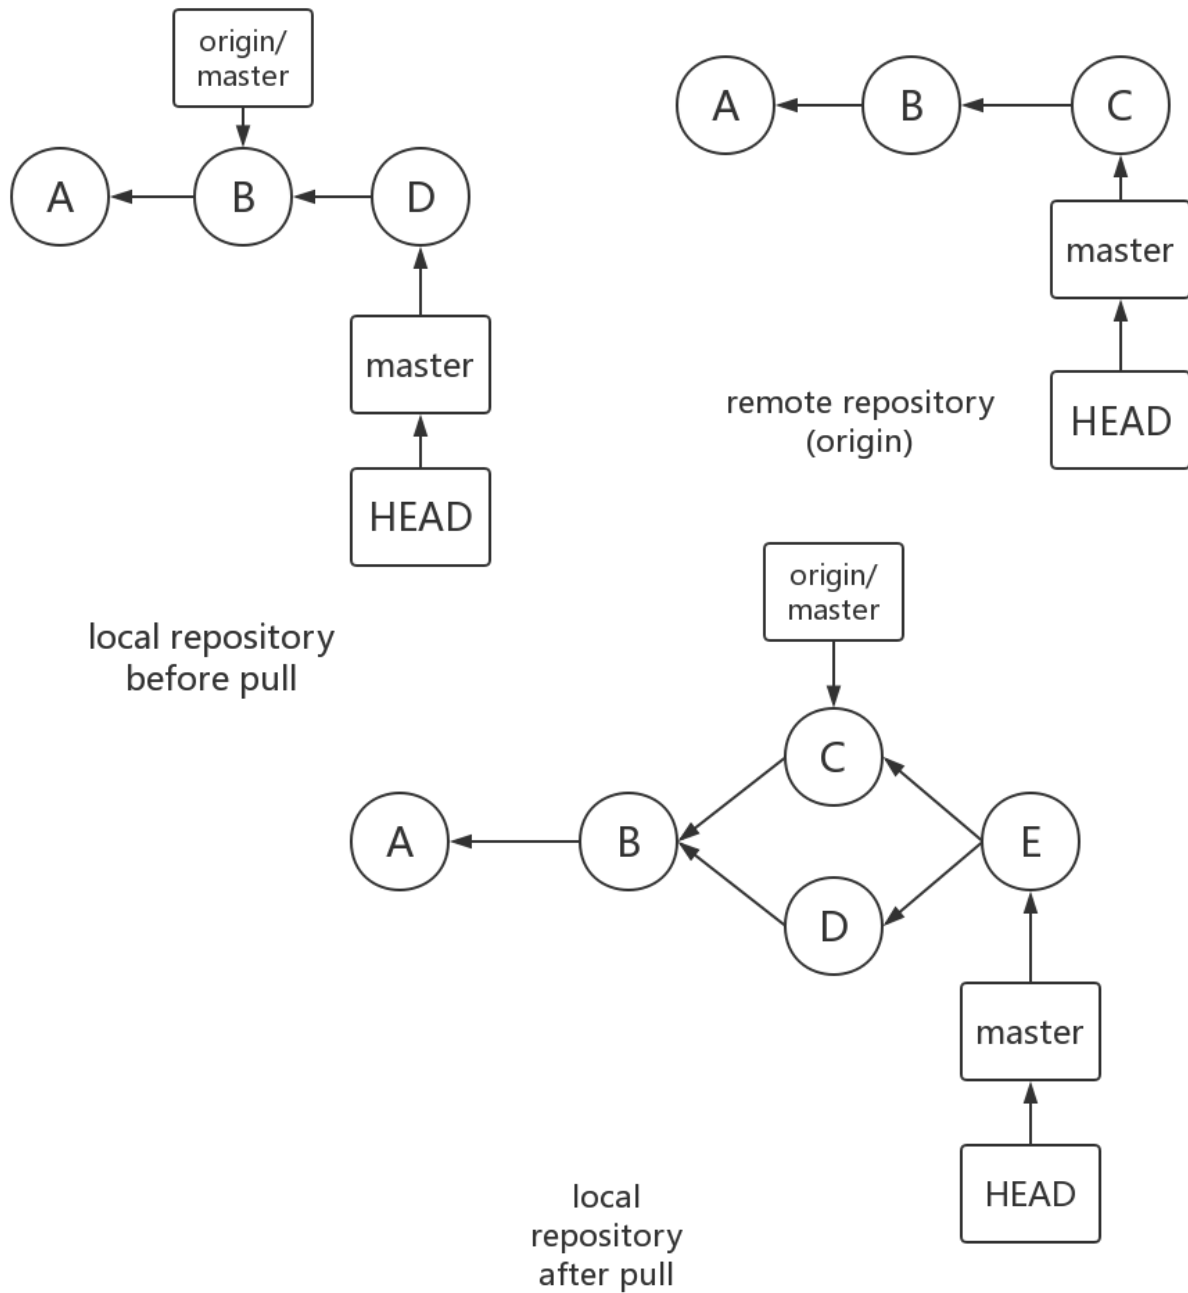 origin/
master
A
B
D
master
HEAD
local repository
before pull
A
B
C
master
HEAD
remote repository
(origin)
origin/
master
C
A
B
E
D
master
HEAD
local
repository
after pull